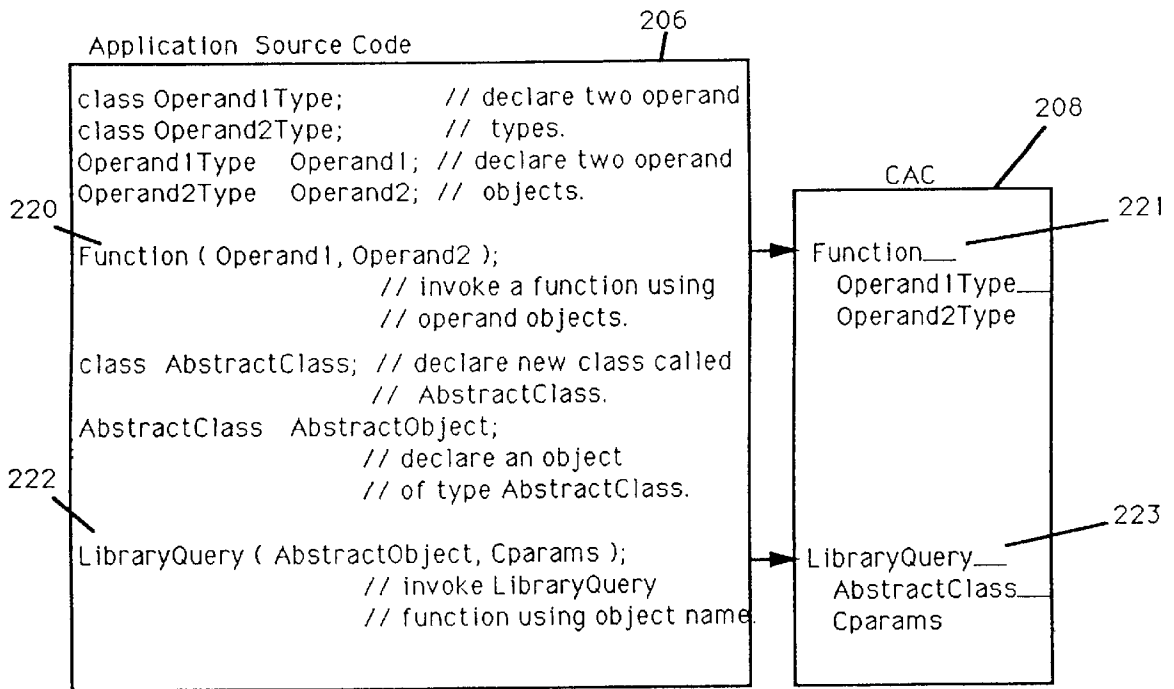 206
Application Source Code
class Operand1Type; // declare two operand
class Operand2Type; // types.
Operand1Type Operand1; // declare two operand
Operand2Type Operand2; // objects.
220
Function ( Operand1, Operand2 );
// invoke a function using
// operand objects.
class AbstractClass; // declare new class called
// AbstractClass.
AbstractClass AbstractObject;
// declare an object
// of type AbstractClass.
222
LibraryQuery ( AbstractObject, Cparams );
// invoke LibraryQuery
// function using object name.
208
CAC
221
Function__
Operand1Type__
Operand2Type
223
LibraryQuery__
AbstractClass__
Cparams